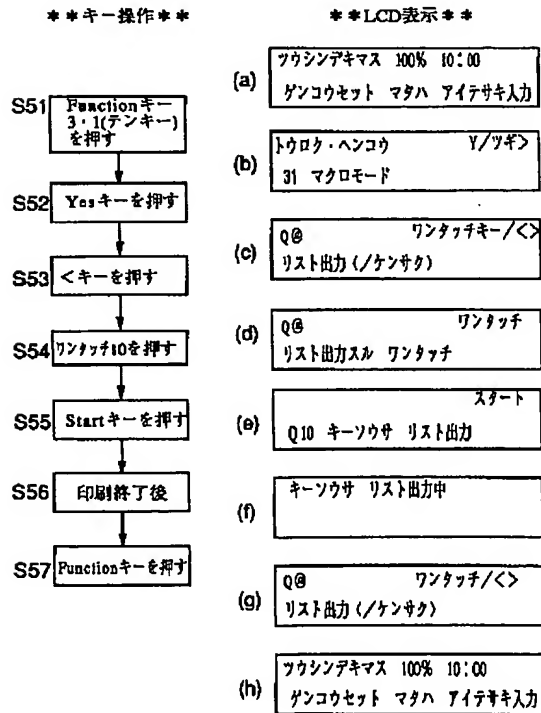 **キー操作**
**LCD表示**
S51
Functionキー
3・1(テンキー)
を押す
S52
Yesキーを押す
S53
<キーを押す
S54
ワンタッチ10を押す
S55
Startキーを押す
S56
印刷終了後
S57
Functionキーを押す
(a)
ツウシンデキマス 100% 10:00
ゲンコウセット マタハ アイテサキ入力
(b)
トウロク・ヘンコウ Y/ツギ>
31 マクロモード
(c)
Q@ ワンタッチキー/<>
リスト出力(/ケンサク)
(d)
Q@ ワンタッチ
リスト出力スル ワンタッチ
(e)
スタート
Q10 キーソウサ リスト出力
(f)
キーソウサ リスト出力中
(g)
Q@ ワンタッチ/<>
リスト出力(/ケンサク)
(h)
ツウシンデキマス 100% 10:00
ゲンコウセット マタハ アイテサキ入力